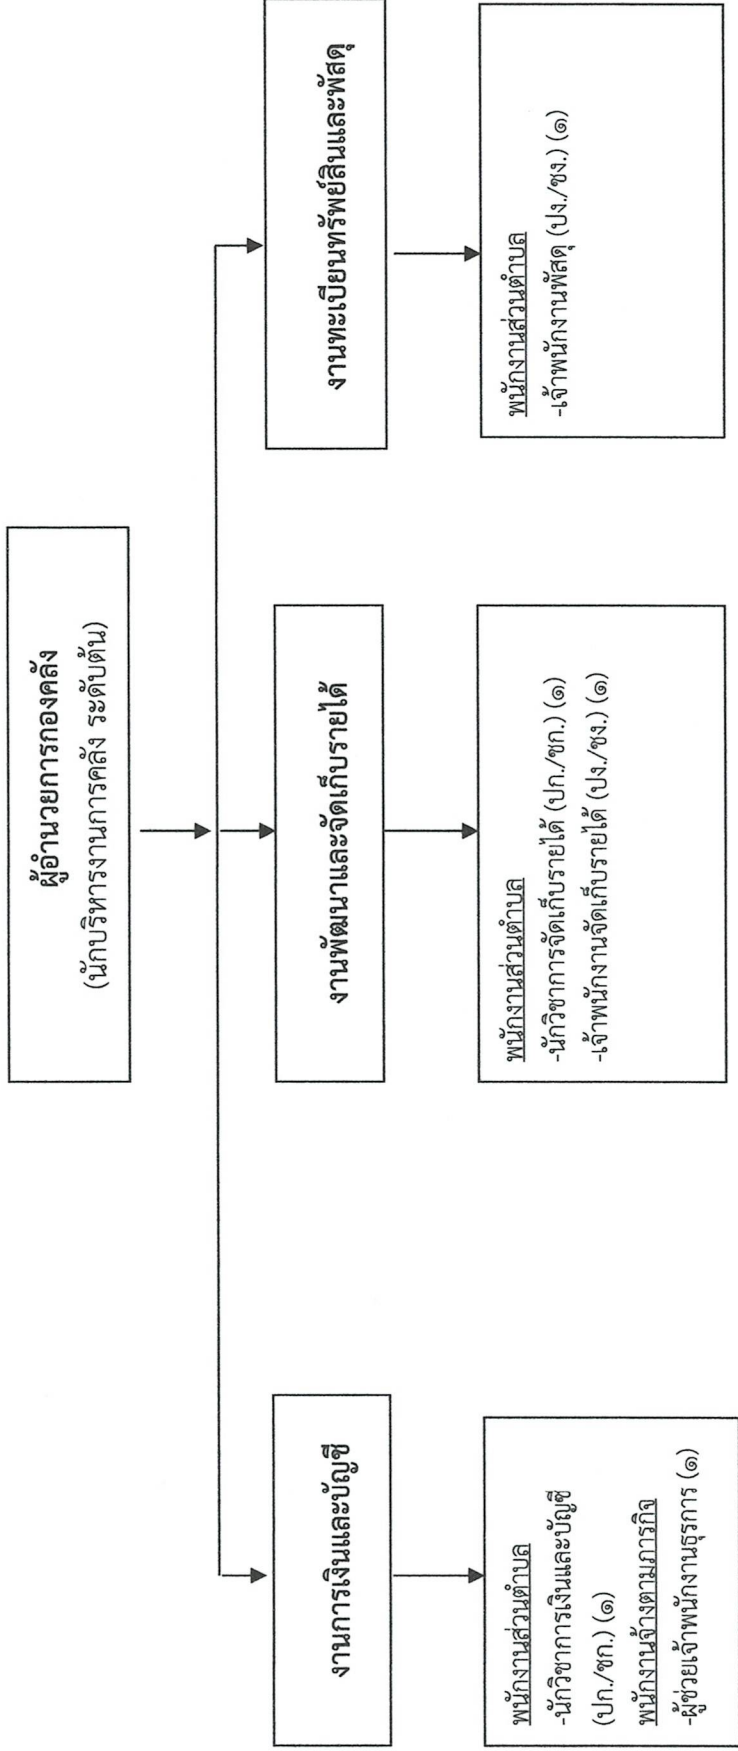 ผู้อำนวยการกองคลัง
(นักบริหารงานการคลัง ระดับต้น)
งานการเงินและบัญชี
พนักงานส่วนตำบล
-นักวิชาการเงินและบัญชี
(ปก./ชก.) (๑)
พนักงานจ้างตามภารกิจ
-ผู้ช่วยเจ้าพนักงานธุรการ (๑)
งานพัฒนาและจัดเก็บรายได้
พนักงานส่วนตำบล
-นักวิชาการจัดเก็บรายได้ (ปก./ชก.) (๑)
-เจ้าพนักงานจัดเก็บรายได้ (ปง./ชง.) (๑)
งานทะเบียนทรัพย์สินและพัสดุ
พนักงานส่วนตำบล
-เจ้าพนักงานพัสดุ (ปง./ชง.) (๑)